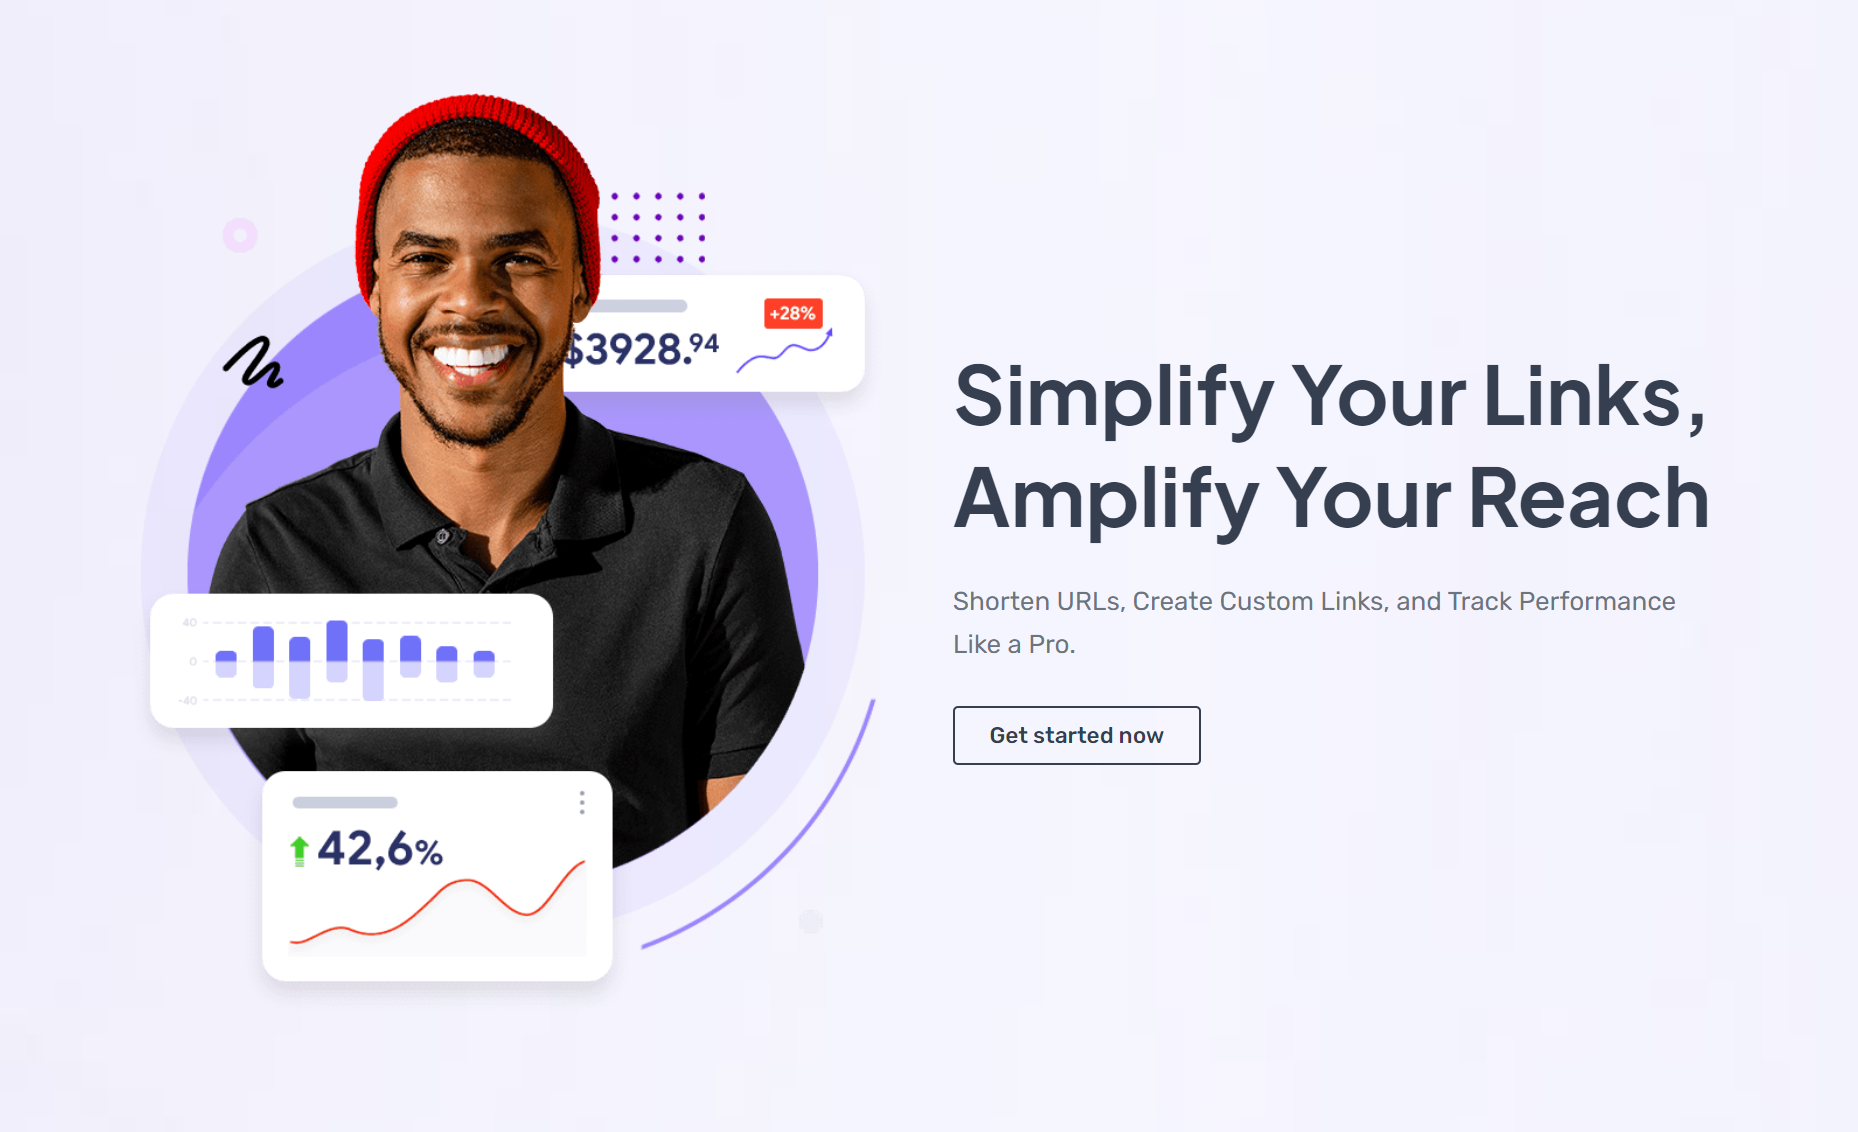 +28%
$3928.94
Simplify Your Links,
Amplify Your Reach
Shorten URLs, Create Custom Links, and Track Performance
Like a Pro.
40
0
-40
Get started now
42,6%